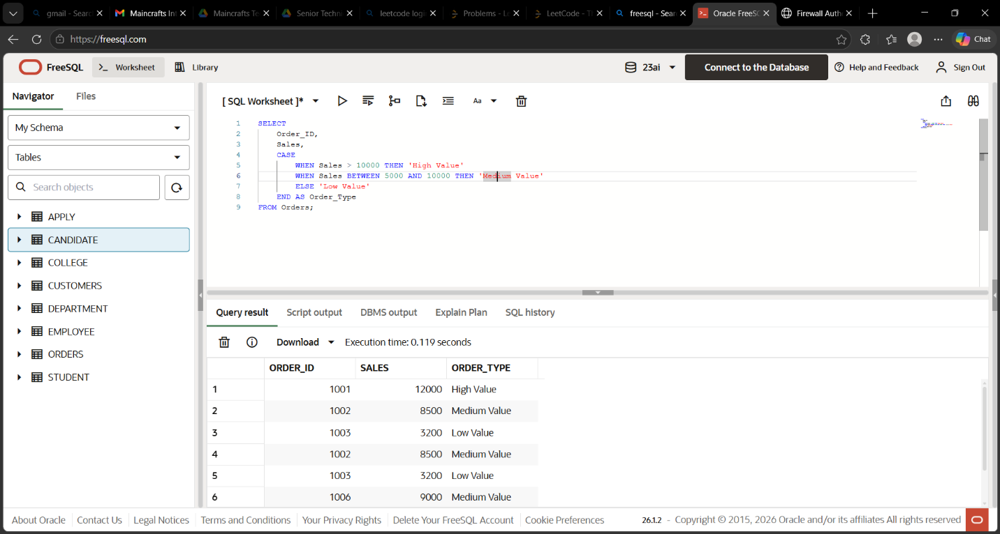 gmail - Searc
Maincrafts Int
Maincrafts Te
Senior Techni
leetcode logi
Problems - L
LeetCode - Th
freesql - Sear
Oracle FreeSQ
Firewall Auth
https://freesql.com
Chat
FreeSQL
>_ Worksheet
Library
23ai
Connect to the Database
Help and Feedback
Sign Out
Navigator
Files
My Schema
Tables
Search objects
APPLY
CANDIDATE
COLLEGE
CUSTOMERS
DEPARTMENT
EMPLOYEE
ORDERS
STUDENT
[ SQL Worksheet ]*
Aa
1 SELECT
2 Order_ID,
3 Sales,
4 CASE
5 WHEN Sales > 10000 THEN 'High Value'
6 WHEN Sales BETWEEN 5000 AND 10000 THEN 'Medium Value'
7 ELSE 'Low Value'
8 END AS Order_Type
9 FROM Orders;
Query result
Script output
DBMS output
Explain Plan
SQL history
Download
Execution time: 0.119 seconds
ORDER_ID SALES ORDER_TYPE
1 1001 12000 High Value
2 1002 8500 Medium Value
3 1003 3200 Low Value
4 1002 8500 Medium Value
5 1003 3200 Low Value
6 1006 9000 Medium Value
About Oracle
Contact Us
Legal Notices
Terms and Conditions
Your Privacy Rights
Delete Your FreeSQL Account
Cookie Preferences
26.1.2 - Copyright © 2015, 2026 Oracle and/or its affiliates All rights reserved